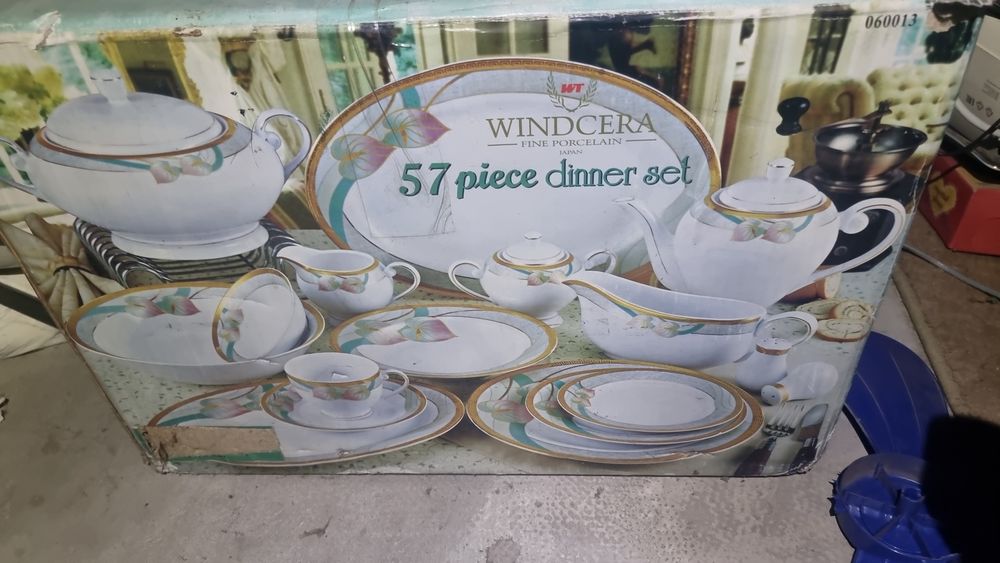 060013
WT
WINDCERA
FINE PORCELAIN
JAPAN
57 piece dinner set